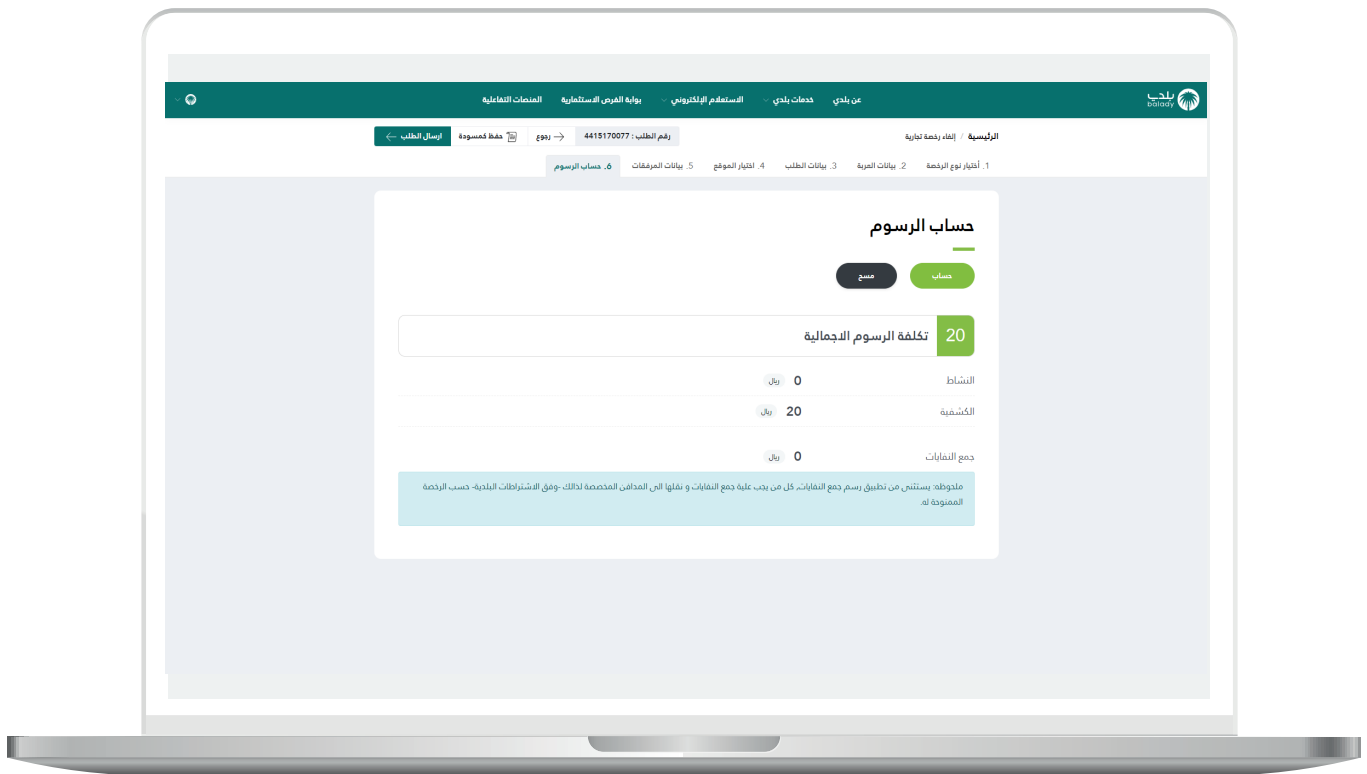 بلدي
balady
عن بلدي خدمات بلدي الاستعلام الإلكتروني بوابة الفرص الاستثمارية المنصات التفاعلية
الرئيسية / إلغاء رخصة تجارية
رقم الطلب : 4415170077 رجوع حفظ كمسودة ارسال الطلب
1. أختيار نوع الرخصة 2. بيانات العربة 3. بيانات الطلب 4. اختيار الموقع 5. بيانات المرفقات 6. حساب الرسوم
حساب الرسوم
حساب مسح
20 تكلفة الرسوم الاجمالية
النشاط 0 ريال
الكشفية 20 ريال
جمع النفايات 0 ريال
ملحوظه: يستثنى من تطبيق رسم جمع النفايات, كل من يجب علية جمع النفايات و نقلها الى المدافن المخصصة لذالك -وفق الاشتراطات البلدية- حسب الرخصة
الممنوحة له.